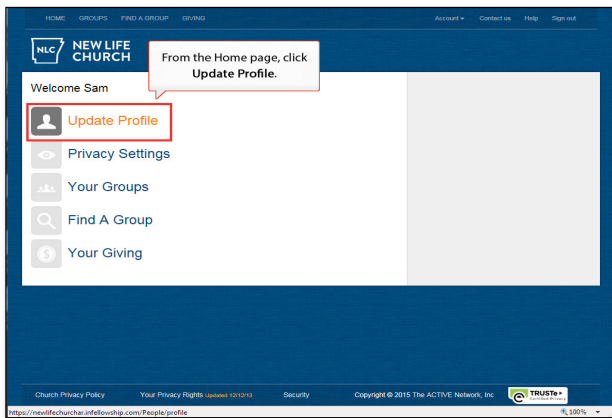 HOME GROUPS FIND A GROUP GIVING Account Contact us Help Sign out
NLC NEW LIFE
CHURCH
From the Home page, click
Update Profile.
Welcome Sam
Update Profile
Privacy Settings
Your Groups
Find A Group
Your Giving
Church Privacy Policy Your Privacy Rights Updated 12/12/13 Security Copyright © 2015 The ACTIVE Network, Inc TRUSTe
Certified Privacy
https://newlifechurchar.infellowship.com/People/profile 100%